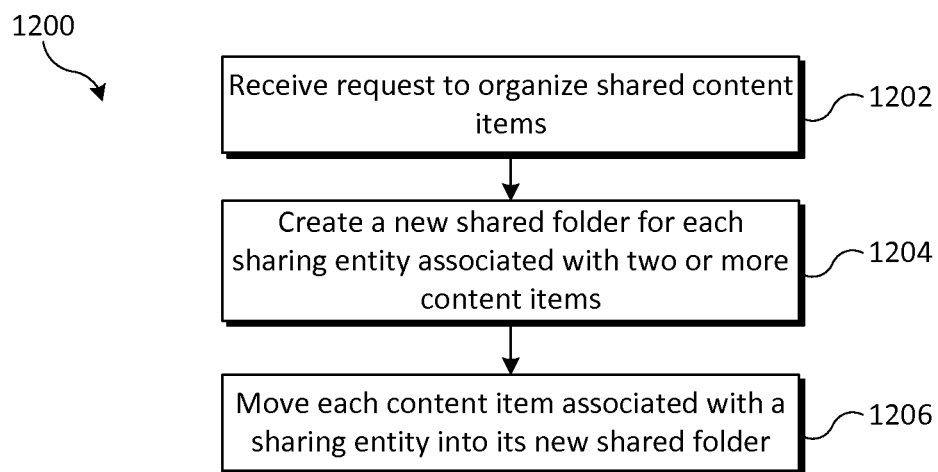 1200
Receive request to organize shared content
items
1202
Create a new shared folder for each
sharing entity associated with two or more
content items
1204
Move each content item associated with a
sharing entity into its new shared folder
1206